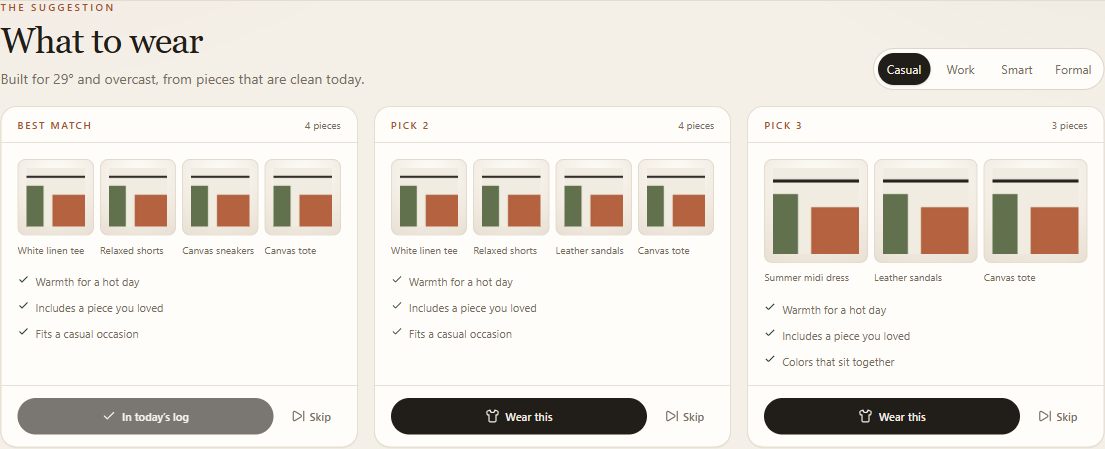 THE SUGGESTION
What to wear
Built for 29° and overcast, from pieces that are clean today.
Casual Work Smart Formal
BEST MATCH 4 pieces
White linen tee Relaxed shorts Canvas sneakers Canvas tote
Warmth for a hot day
Includes a piece you loved
Fits a casual occasion
In today's log Skip
PICK 2 4 pieces
White linen tee Relaxed shorts Leather sandals Canvas tote
Warmth for a hot day
Includes a piece you loved
Fits a casual occasion
Wear this Skip
PICK 3 3 pieces
Summer midi dress Leather sandals Canvas tote
Warmth for a hot day
Includes a piece you loved
Colors that sit together
Wear this Skip